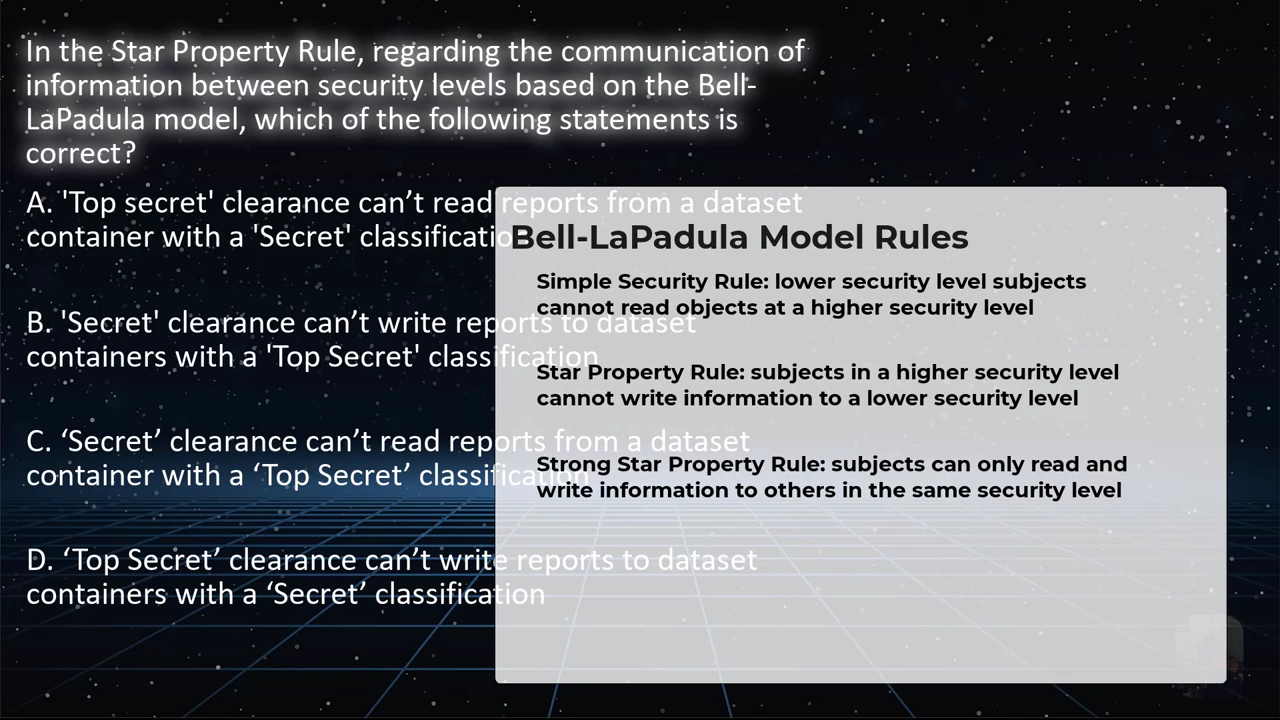 In the Star Property Rule, regarding the communication of
information between security levels based on the Bell-
LaPadula model, which of the following statements is
correct?
A. 'Top secret' clearance can’t read reports from a dataset
container with a 'Secret' classificatio
B. 'Secret' clearance can’t write reports to dataset
containers with a 'Top Secret' classification
C. ‘Secret’ clearance can’t read reports from a dataset
container with a ‘Top Secret’ classification
D. ‘Top Secret’ clearance can’t write reports to dataset
containers with a ‘Secret’ classification
Bell-LaPadula Model Rules
Simple Security Rule: lower security level subjects
cannot read objects at a higher security level
Star Property Rule: subjects in a higher security level
cannot write information to a lower security level
Strong Star Property Rule: subjects can only read and
write information to others in the same security level